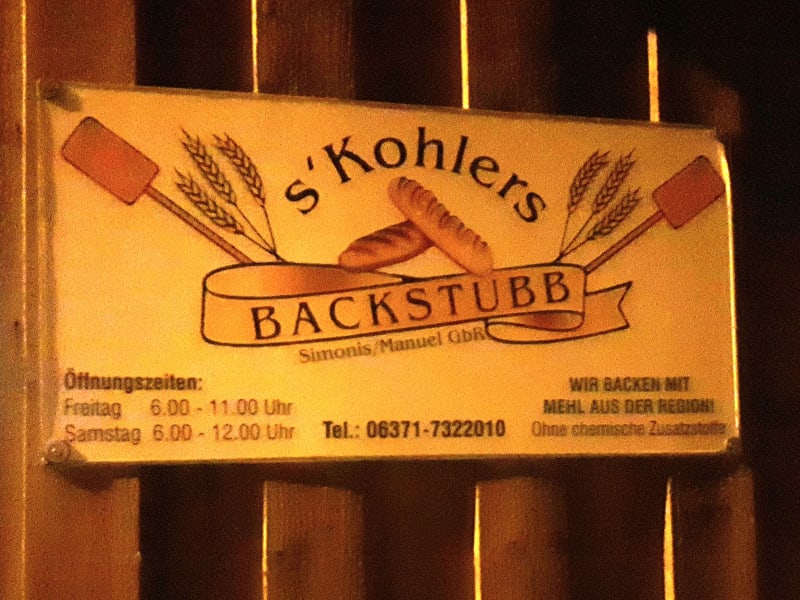 s'Kohlers
BACKSTUBB
Simonis/Manuel GbR
Öffnungszeiten:
Freitag 6.00 - 11.00 Uhr
Samstag 6.00 - 12.00 Uhr
Tel.: 06371-7322010
WIR BACKEN MIT
MEHL AUS DER REGION!
Ohne chemische Zusatzstoffe